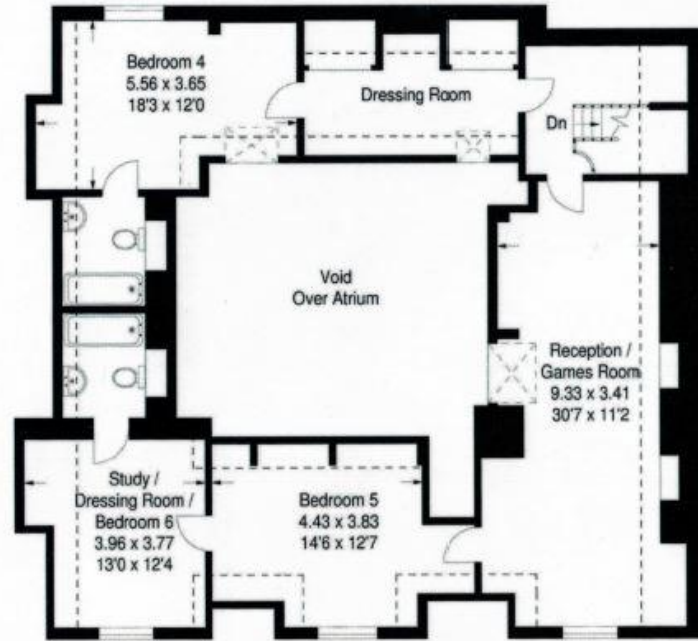 Bedroom 4
5.56 x 3.65
18'3 x 12'0
Dressing Room
Dn
Void
Over Atrium
Reception /
Games Room
9.33 x 3.41
30'7 x 11'2
Study /
Dressing Room /
Bedroom 6
3.96 x 3.77
13'0 x 12'4
Bedroom 5
4.43 x 3.83
14'6 x 12'7